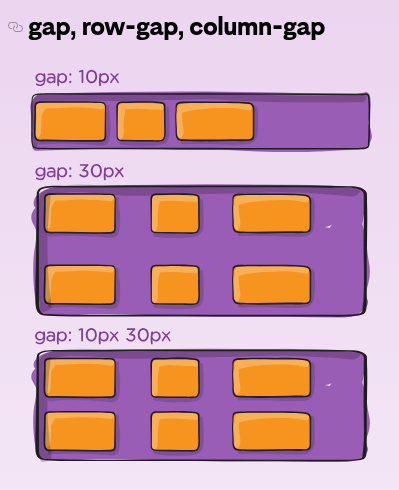 gap, row-gap, column-gap
gap: 10px
gap: 30px
gap: 10px 30px